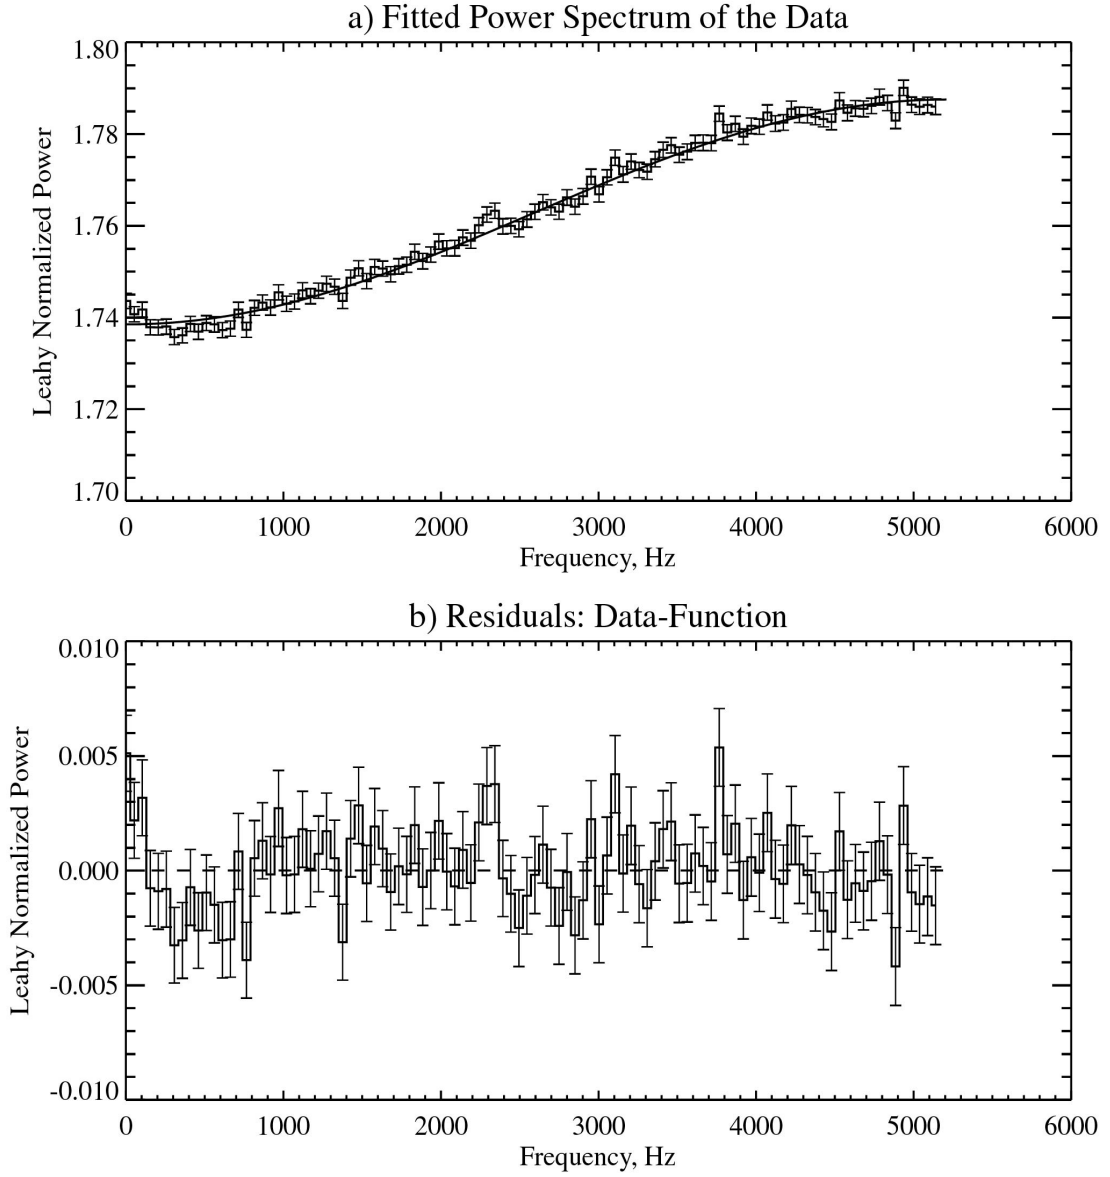 a) Fitted Power Spectrum of the Data
1.80
1.78
1.76
1.74
1.72
1.70
Leahy Normalized Power
0 1000 2000 3000 4000 5000 6000
Frequency, Hz
b) Residuals: Data-Function
0.010
0.005
0.000
-0.005
-0.010
Leahy Normalized Power
0 1000 2000 3000 4000 5000 6000
Frequency, Hz